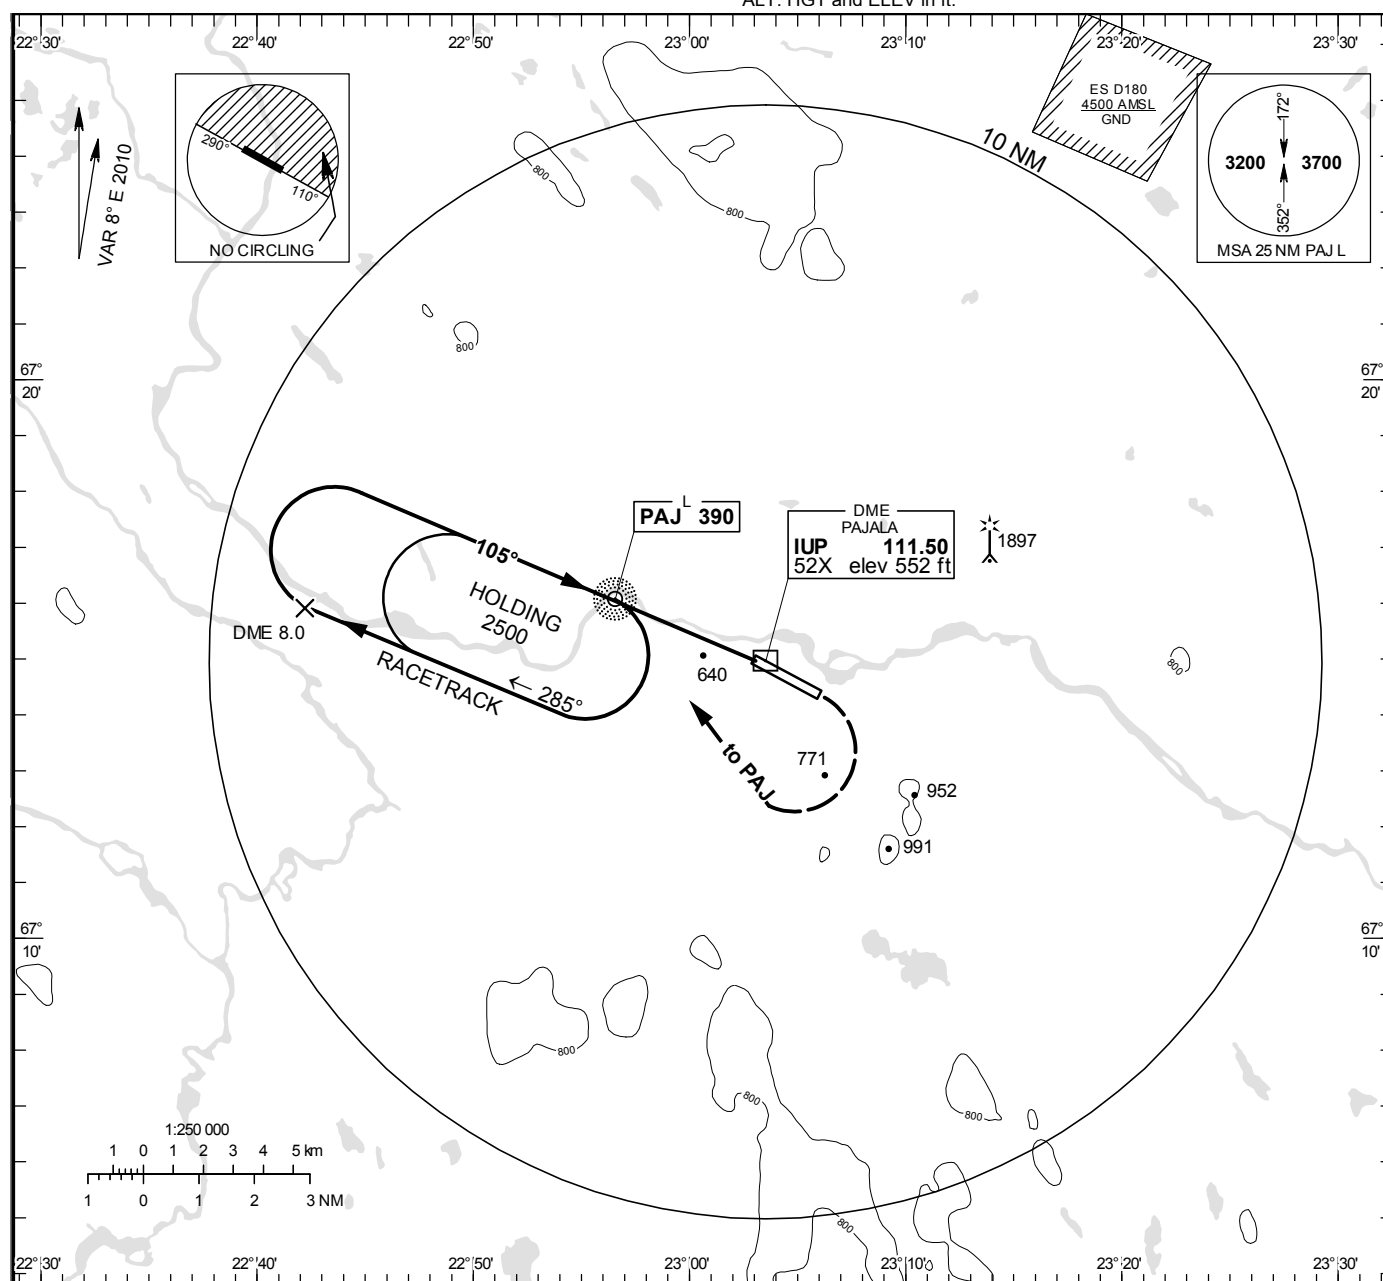 ALT. HGT and ELEV in ft.
22°30' 22°40' 22°50' 23°00' 23°10' 23°20' 23°30'
VAR 8° E 2010
290°
110°
NO CIRCLING
10 NM
ES D180
4500 AMSL
GND
172°
3200 3700
352°
MSA 25 NM PAJ L
800
800
800
67°
20'
67°
20'
L
PAJ 390
DME
PAJALA
IUP 111.50
52X elev 552 ft
1897
105°
HOLDING
2500
DME 8.0
RACETRACK
← 285°
640
800
to PAJ
771
952
991
67°
10'
67°
10'
800
800
800
800
1:250 000
1 0 1 2 3 4 5 km
1 0 1 2 3 NM
22°30' 22°40' 22°50' 23°00' 23°10' 23°20' 23°30'